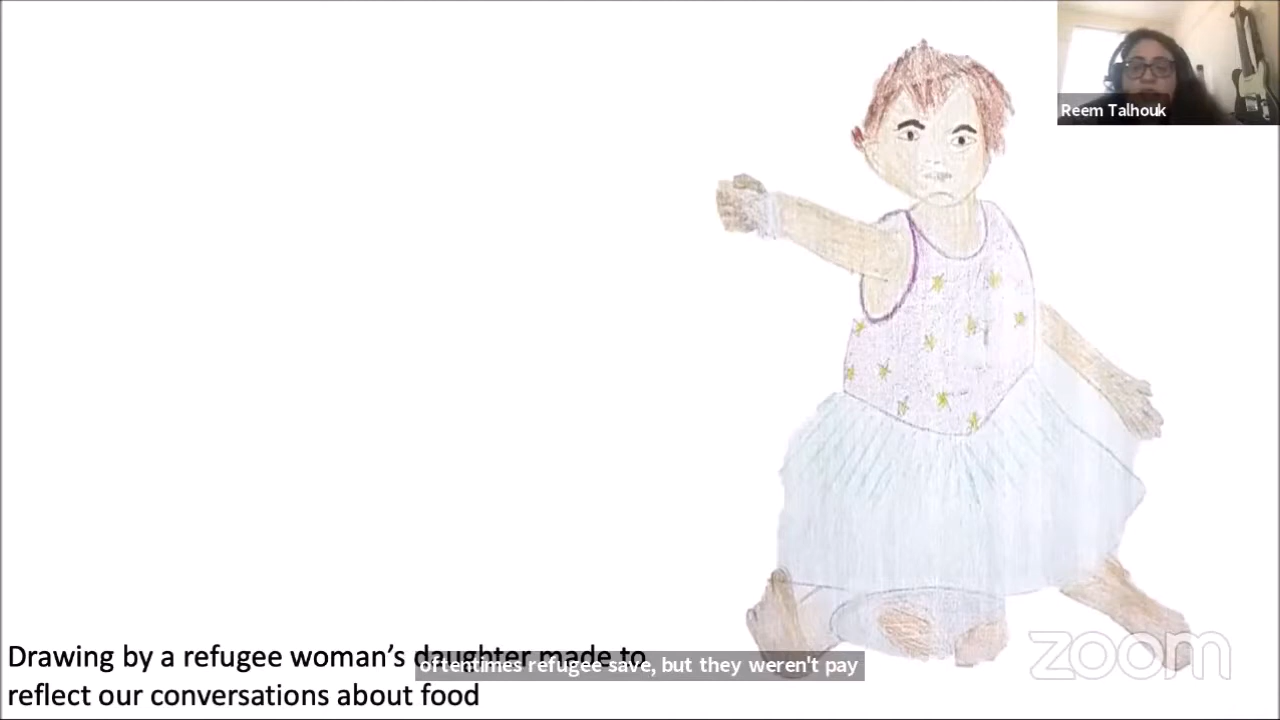 Reem Talhouk
Drawing by a refugee woman's daughter made to
oftentimes refugee save, but they weren't pay
reflect our conversations about food
zoom